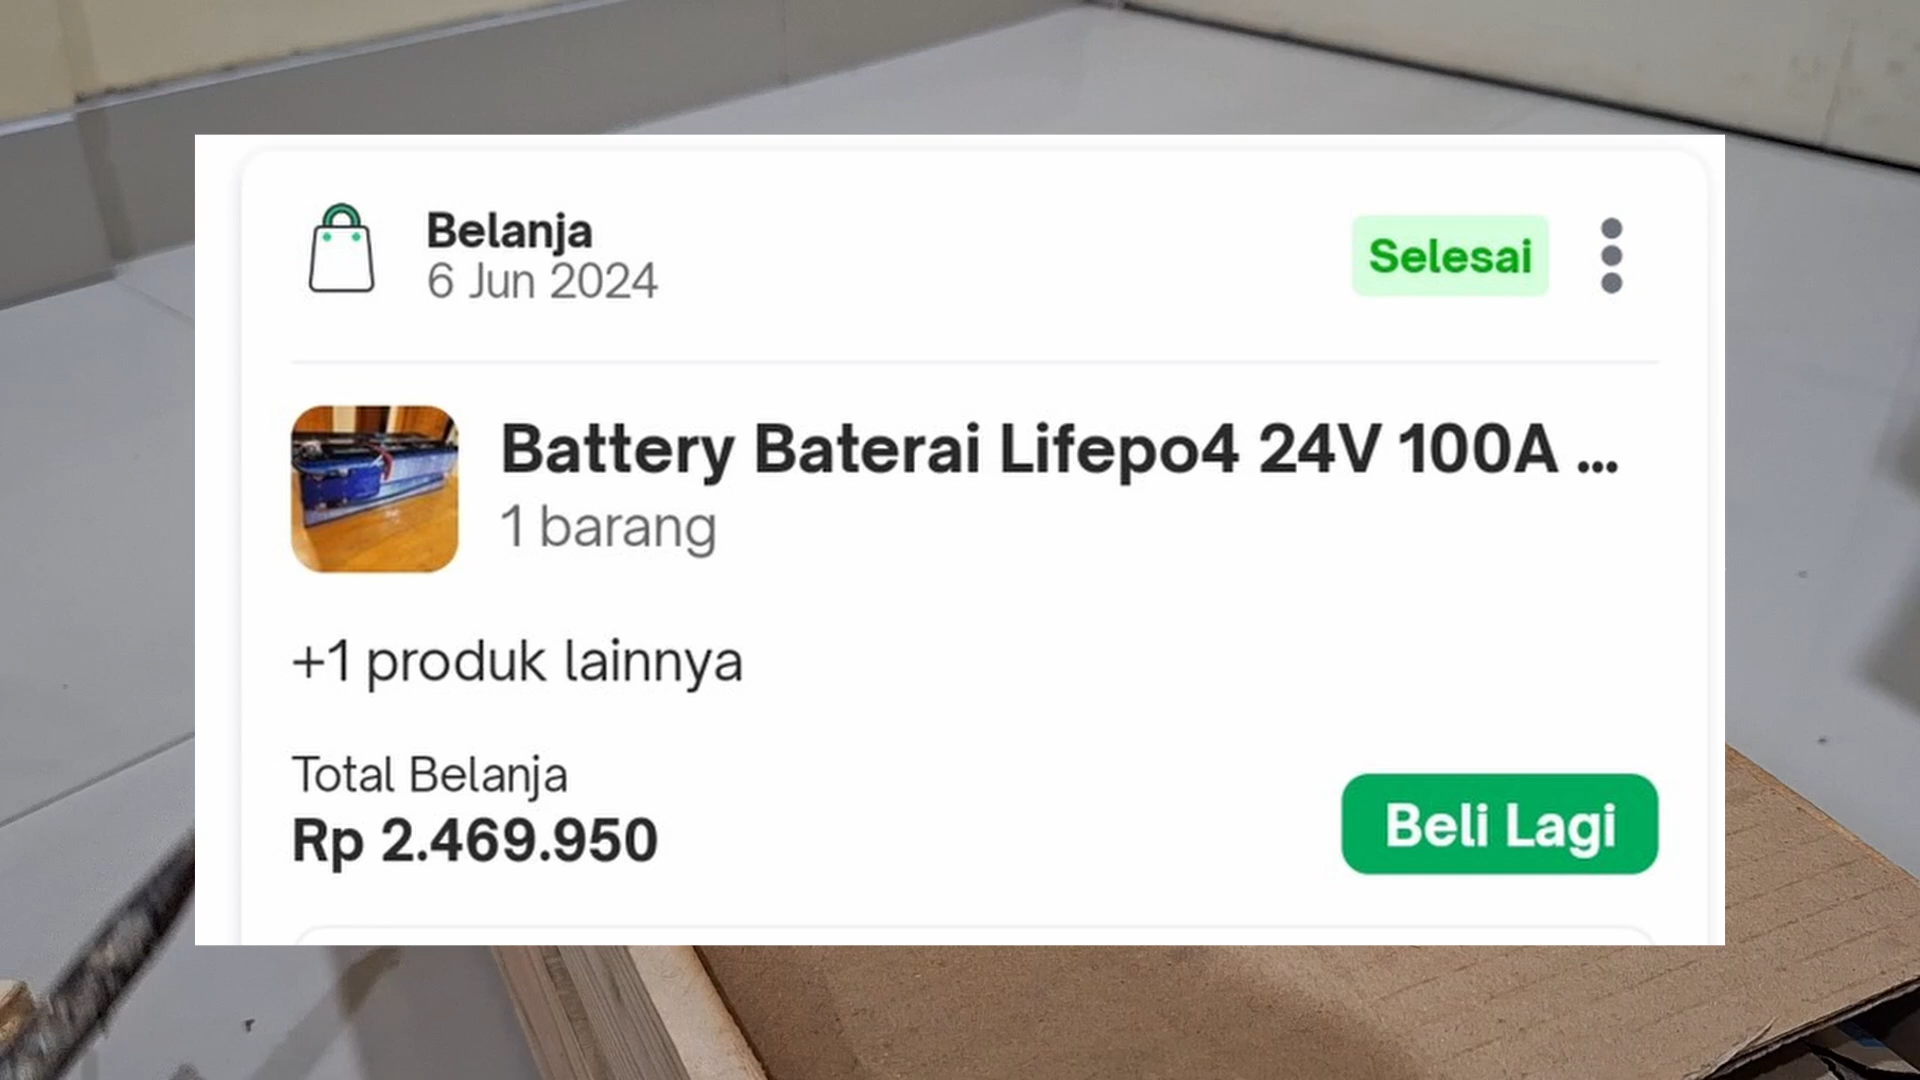 Belanja
6 Jun 2024
Selesai
Battery Baterai Lifepo4 24V 100A ...
1 barang
+1 produk lainnya
Total Belanja
Rp 2.469.950
Beli Lagi